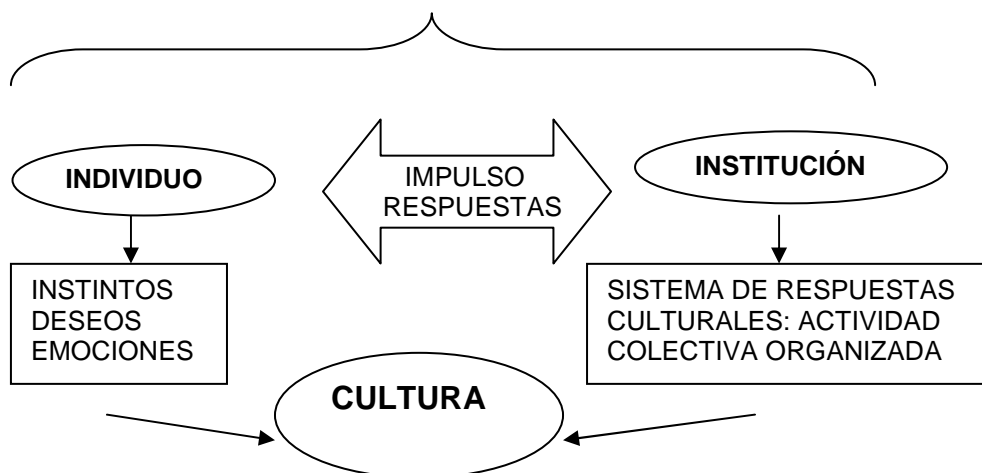 INDIVIDUO
IMPULSO
RESPUESTAS
INSTITUCIÓN
INSTINTOS
DESEOS
EMOCIONES
SISTEMA DE RESPUESTAS
CULTURALES: ACTIVIDAD
COLECTIVA ORGANIZADA
CULTURA